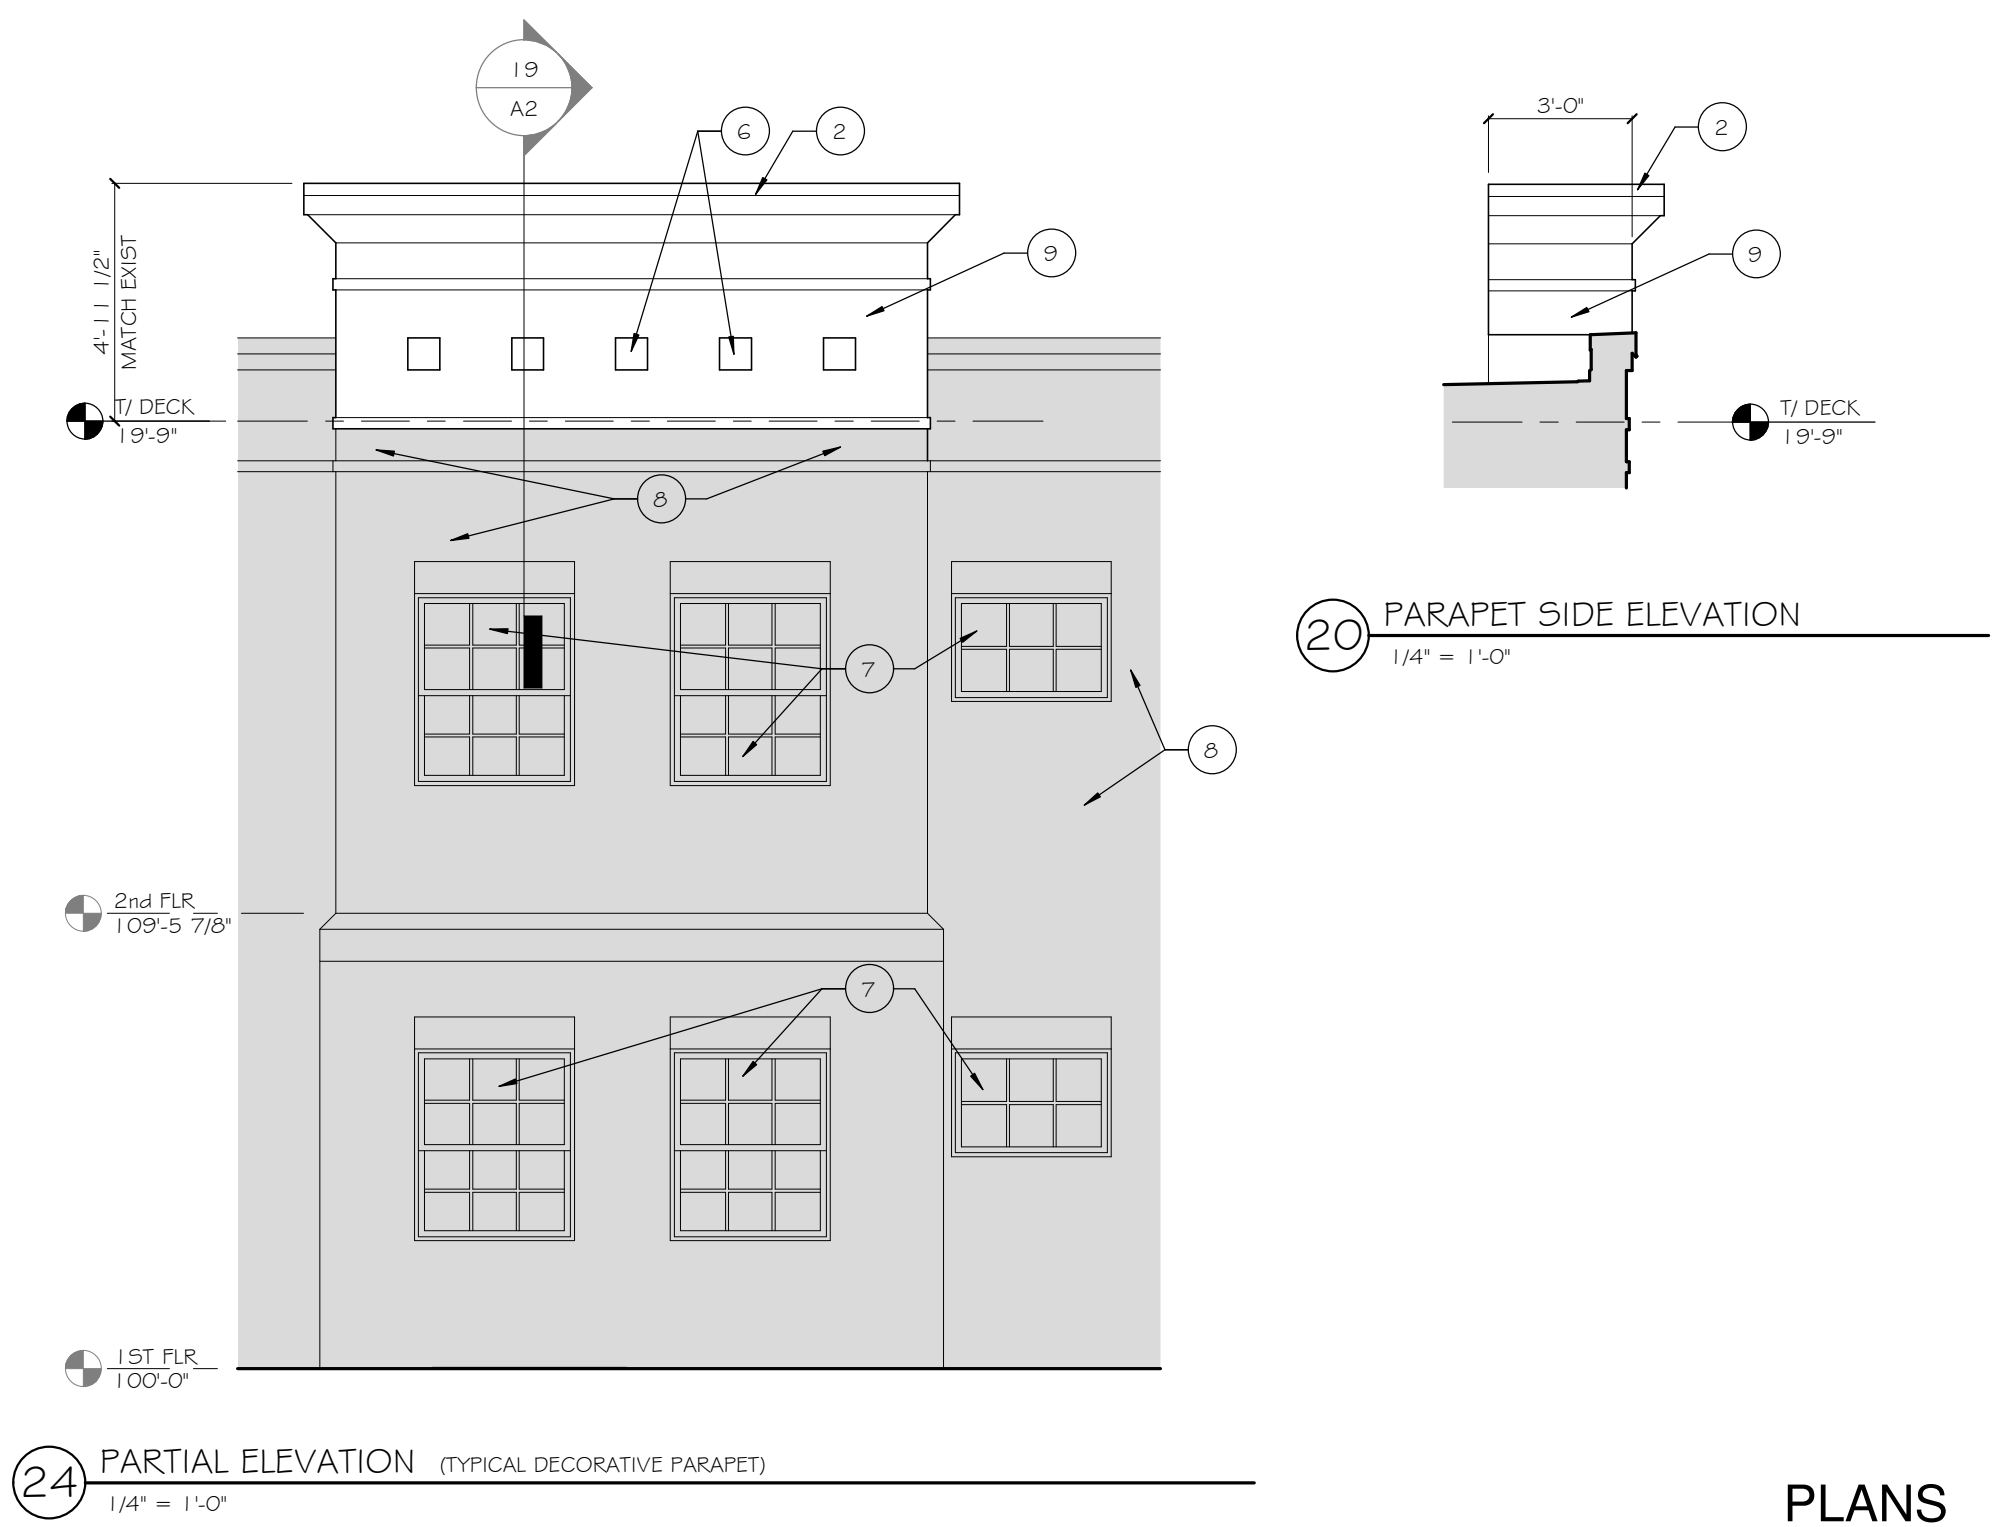 19
A2
6
2
9
4'-11 1/2"
MATCH EXIST
T/ DECK
19'-9"
8
7
8
2nd FLR
109'-5 7/8"
7
1ST FLR
100'-0"
24 PARTIAL ELEVATION (TYPICAL DECORATIVE PARAPET)
1/4" = 1'-0"
3'-0"
2
9
T/ DECK
19'-9"
20 PARAPET SIDE ELEVATION
1/4" = 1'-0"
PLANS